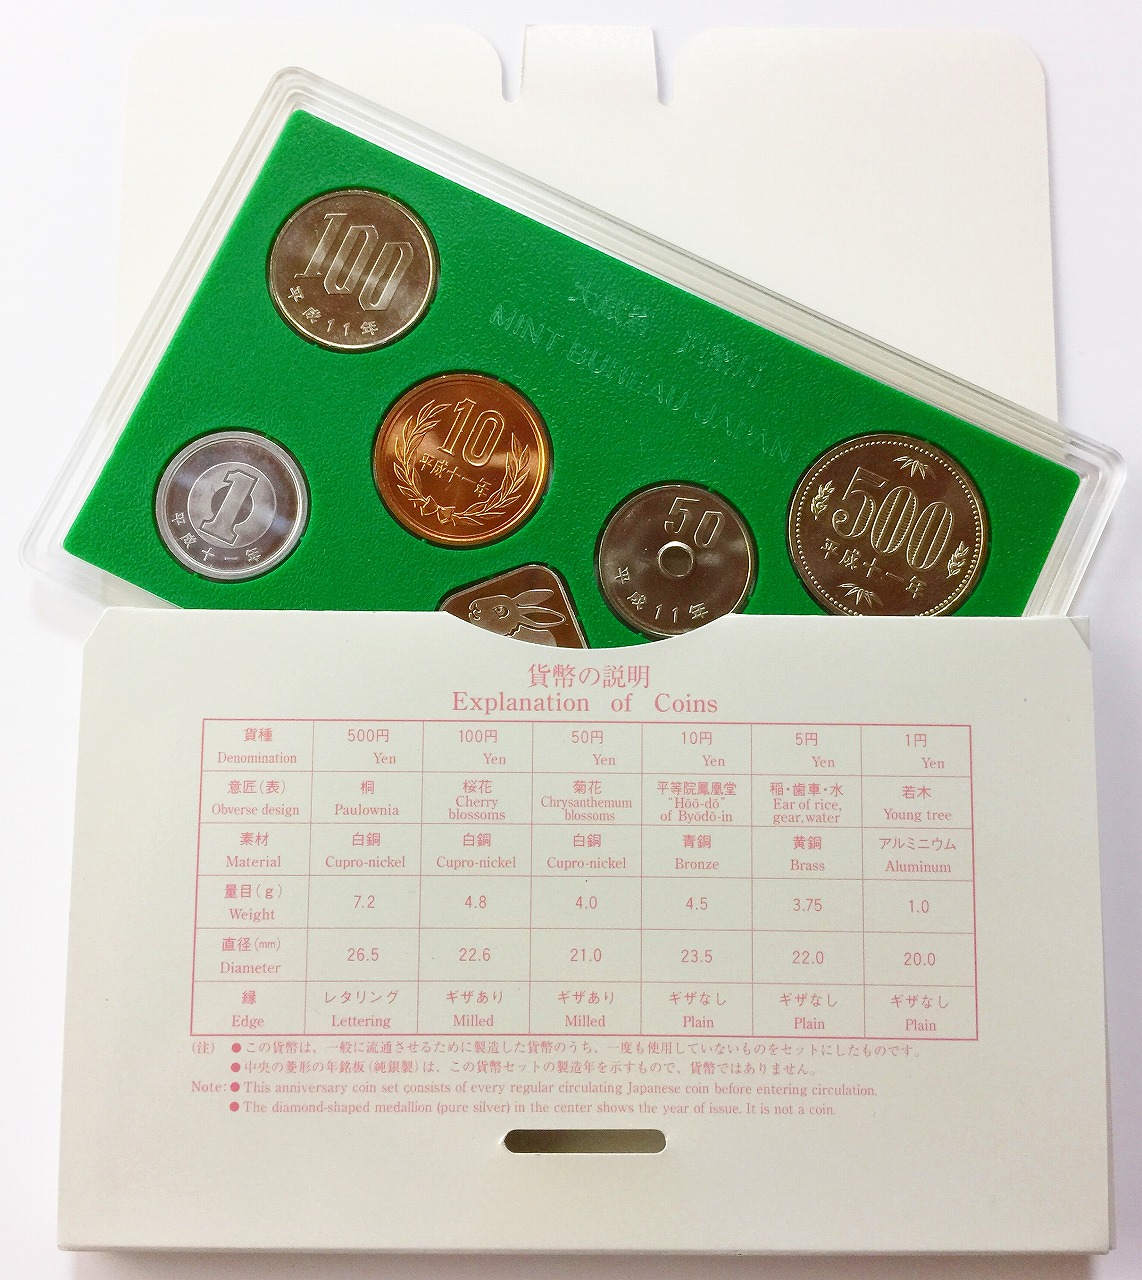 100
平成11年
大蔵省 造幣局
MINT BUREAU JAPAN
10
平成十一年
1
平成十一年
50
平成11年
500
平成十一年
貨幣の説明
Explanation of Coins
貨種 500円 100円 50円 10円 5円 1円
Denomination Yen Yen Yen Yen Yen Yen
意匠(表) 桐 桜花 菊花 平等院鳳凰堂 稲・歯車・水 若木
Obverse design Paulownia Cherry blossoms Chrysanthemum blossoms "Hōō-dō" of Byōdō-in Ear of rice, gear,water Young tree
素材 白銅 白銅 白銅 青銅 黄銅 アルミニウム
Material Cupro-nickel Cupro-nickel Cupro-nickel Bronze Brass Aluminum
量目(g) 7.2 4.8 4.0 4.5 3.75 1.0
Weight
直径(mm) 26.5 22.6 21.0 23.5 22.0 20.0
Diameter
縁 レタリング ギザあり ギザあり ギザなし ギザなし ギザなし
Edge Lettering Milled Milled Plain Plain Plain
(注) ●この貨幣は、一般に流通させるために製造した貨幣のうち、一度も使用していないものをセットにしたものです。
●中央の菱形の年銘板(純銀製)は、この貨幣セットの製造年を示すもので、貨幣ではありません。
Note:● This anniversary coin set consists of every regular circulating Japanese coin before entering circulation.
● The diamond-shaped medallion (pure silver) in the center shows the year of issue. It is not a coin.